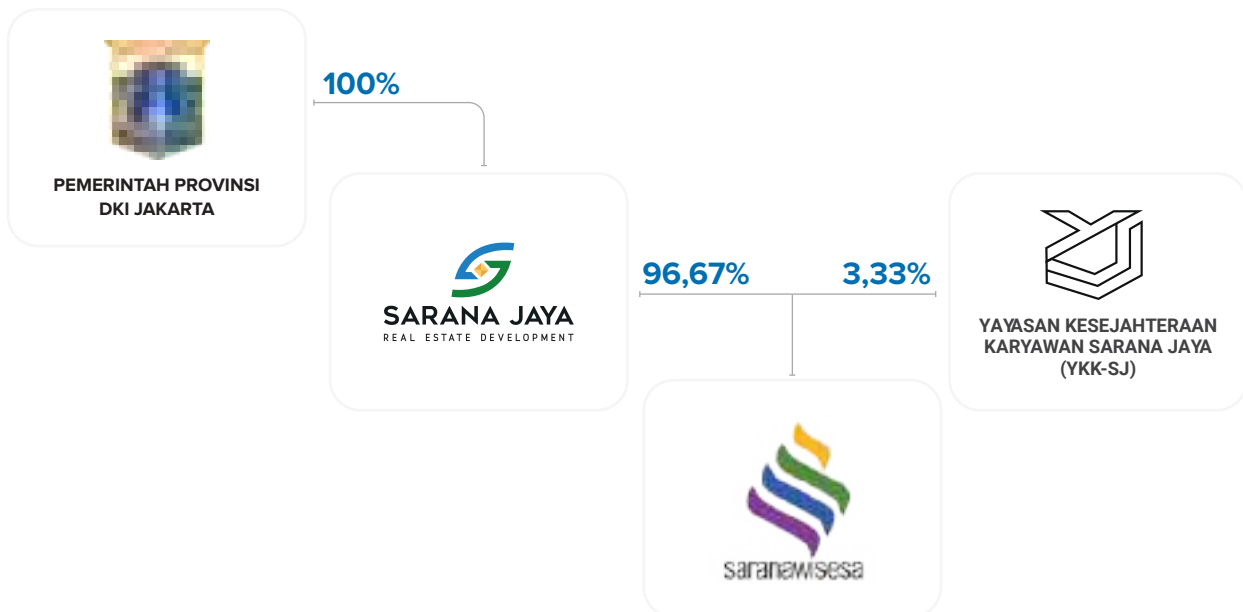 100%
PEMERINTAH PROVINSI
DKI JAKARTA
SARANA JAYA
REAL ESTATE DEVELOPMENT
96,67%
3,33%
YAYASAN KESEJAHTERAAN
KARYAWAN SARANA JAYA
(YKK-SJ)
saranawisesa